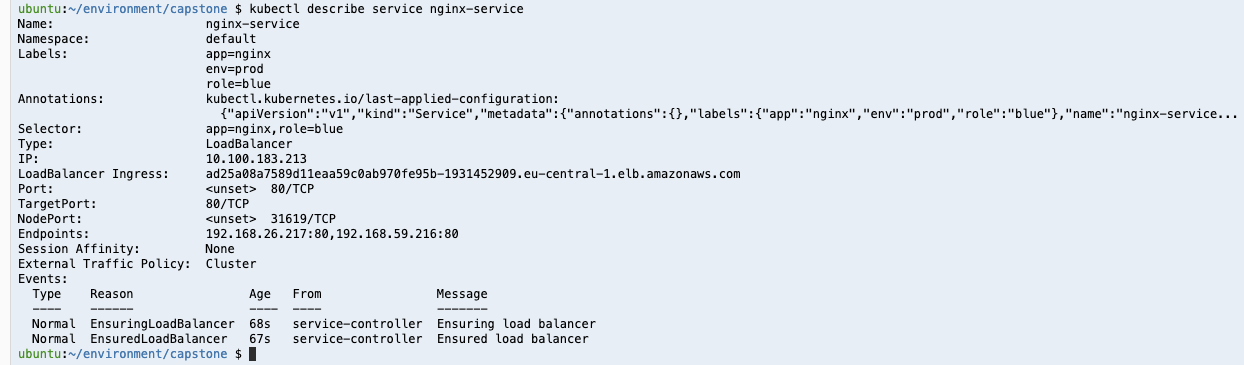 ubuntu:~/environment/capstone $ kubectl describe service nginx-service
Name:                     nginx-service
Namespace:                default
Labels:                   app=nginx
                          env=prod
                          role=blue
Annotations:              kubectl.kubernetes.io/last-applied-configuration:
                            {"apiVersion":"v1","kind":"Service","metadata":{"annotations":{},"labels":{"app":"nginx","env":"prod","role":"blue"},"name":"nginx-service...
Selector:                 app=nginx,role=blue
Type:                     LoadBalancer
IP:                       10.100.183.213
LoadBalancer Ingress:     ad25a08a7589d11eaa59c0ab970fe95b-1931452909.eu-central-1.elb.amazonaws.com
Port:                     <unset>  80/TCP
TargetPort:               80/TCP
NodePort:                 <unset>  31619/TCP
Endpoints:                192.168.26.217:80,192.168.59.216:80
Session Affinity:         None
External Traffic Policy:  Cluster
Events:
  Type    Reason                Age   From                Message
  ----    ------                ----  ----                -------
  Normal  EnsuringLoadBalancer  68s   service-controller  Ensuring load balancer
  Normal  EnsuredLoadBalancer   67s   service-controller  Ensured load balancer
ubuntu:~/environment/capstone $